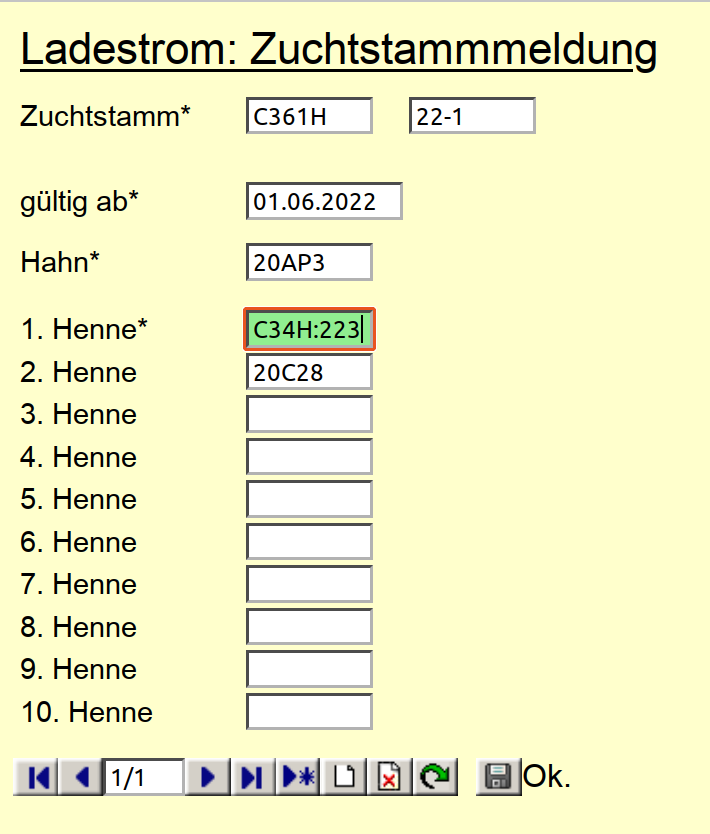 Ladestrom: Zuchtstammmeldung
Zuchtstamm* C361H 22-1
gültig ab* 01.06.2022
Hahn* 20AP3
1. Henne* C34H:223
2. Henne 20C28
3. Henne
4. Henne
5. Henne
6. Henne
7. Henne
8. Henne
9. Henne
10. Henne
1/1 Ok.